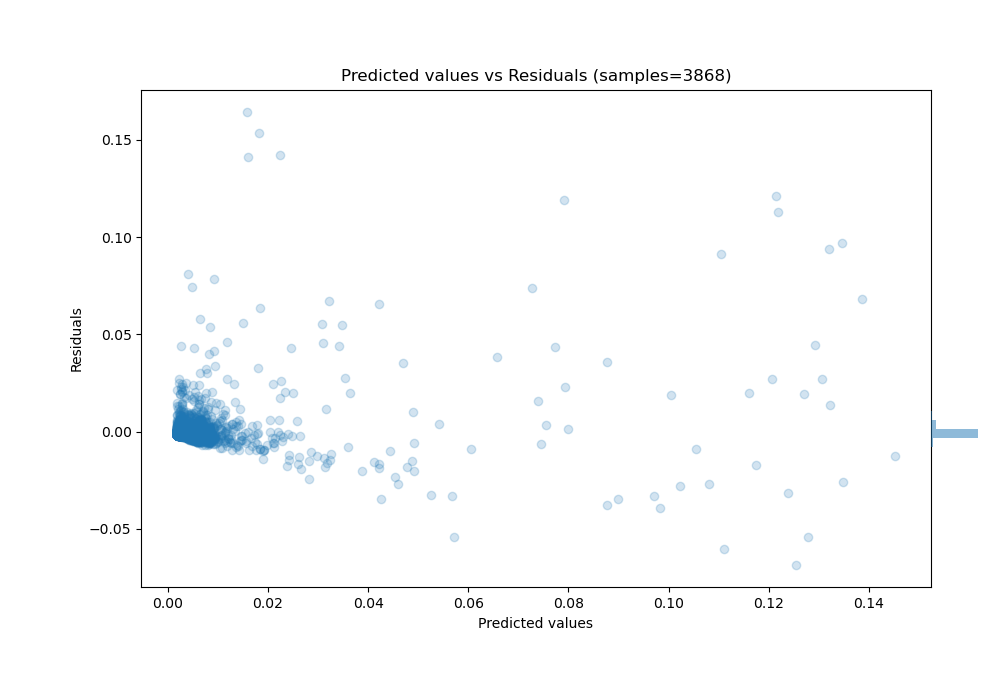 Predicted values vs Residuals (samples=3868)
Residuals
0.15
0.10
0.05
0.00
−0.05
0.00 0.02 0.04 0.06 0.08 0.10 0.12 0.14
Predicted values